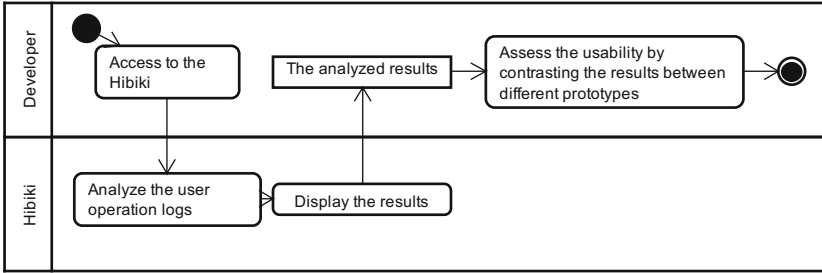 Developer
Access to the
Hibiki
The analyzed results
Assess the usability by
contrasting the results between
different prototypes
Hibiki
Analyze the user
operation logs
Display the results